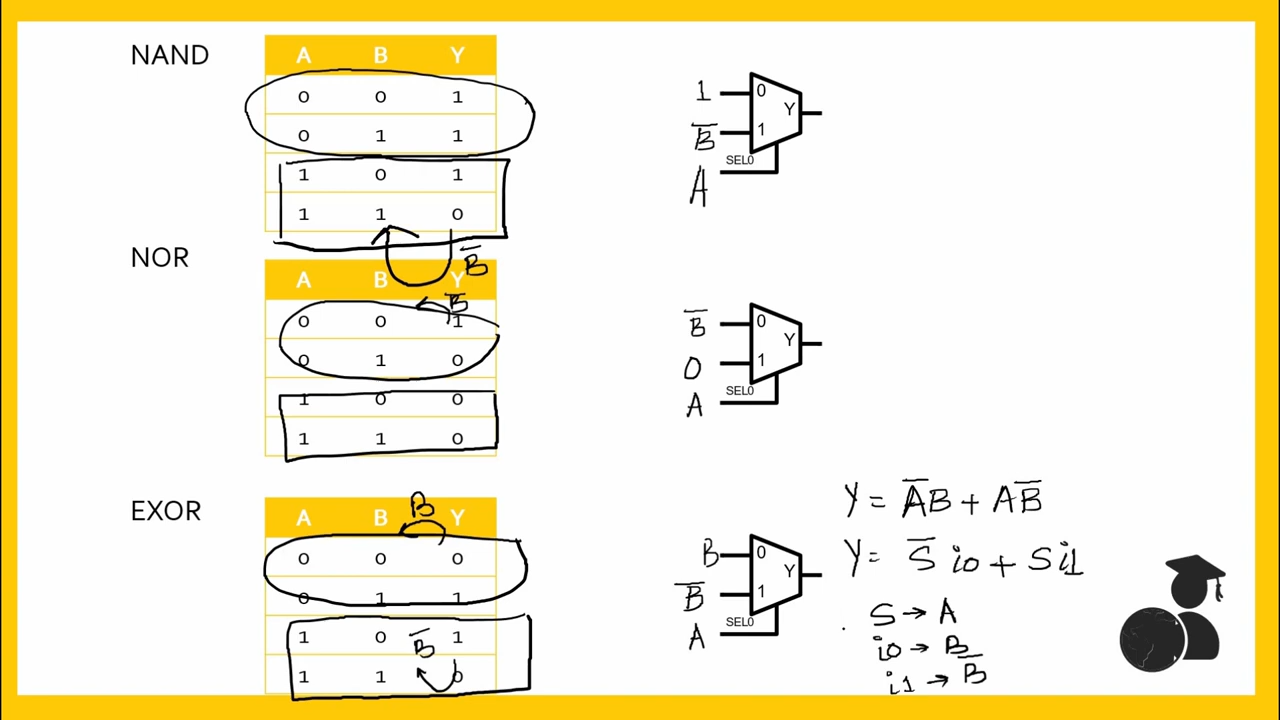 NAND
A B Y
0 0 1
0 1 1
1 0 1
1 1 0
B̅
1 0
Y
B̅ 1
SEL0
A
NOR
A B Y
B̅
0 0 1
0 1 0
1 0 0
1 1 0
B̅ 0
Y
0 1
SEL0
A
EXOR
B
A B Y
0 0 0
0 1 1
1 0 1
B̅
1 1 0
B 0
Y
B̅ 1
SEL0
A
Y = A̅B + AB̅
Y = S̅ i0 + S i1
S → A
i0 → B
i1 → B̅